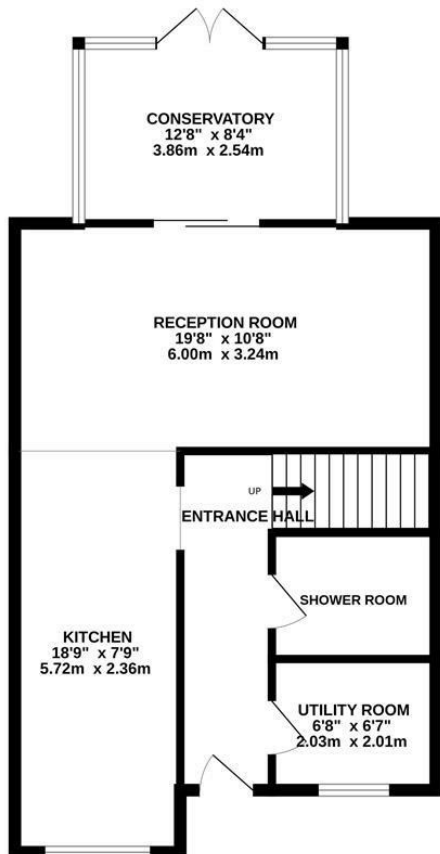 CONSERVATORY
12'8" x 8'4"
3.86m x 2.54m
RECEPTION ROOM
19'8" x 10'8"
6.00m x 3.24m
UP
ENTRANCE HALL
SHOWER ROOM
KITCHEN
18'9" x 7'9"
5.72m x 2.36m
UTILITY ROOM
6'8" x 6'7"
2.03m x 2.01m